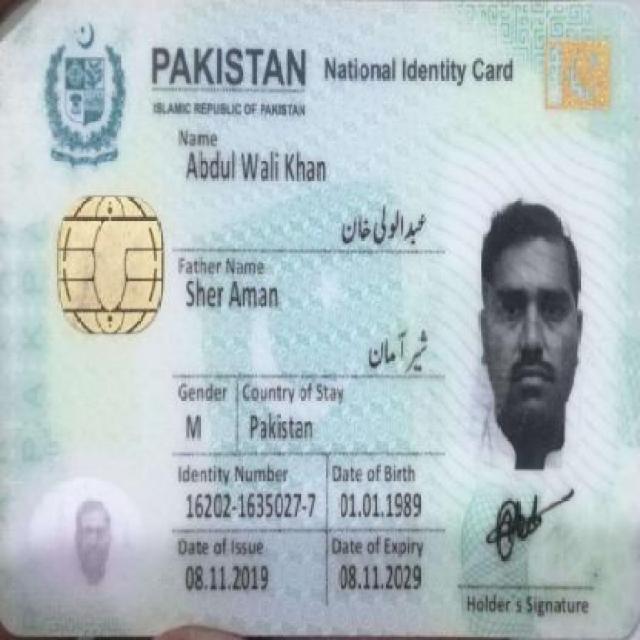 PAKISTAN National Identity Card
ISLAMIC REPUBLIC OF PAKISTAN
Name
Abdul Wali Khan
عبدالولی خان
Father Name
Sher Aman
شیر آمان
Gender Country of Stay
M Pakistan
Identity Number Date of Birth
16202-1635027-7 01.01.1989
Date of Issue Date of Expiry
08.11.2019 08.11.2029
Holder's Signature